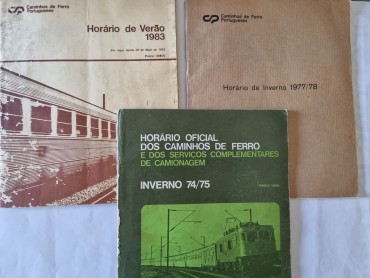 Caminhos de Ferro
Portugueses
Horário de Verão
1983
Caminhos de Ferro
Portugueses
Horário de Inverno 1977/78
HORÁRIO OFICIAL
DOS CAMINHOS DE FERRO
E DOS SERVIÇOS COMPLEMENTARES
DE CAMIONAGEM
INVERNO 74/75